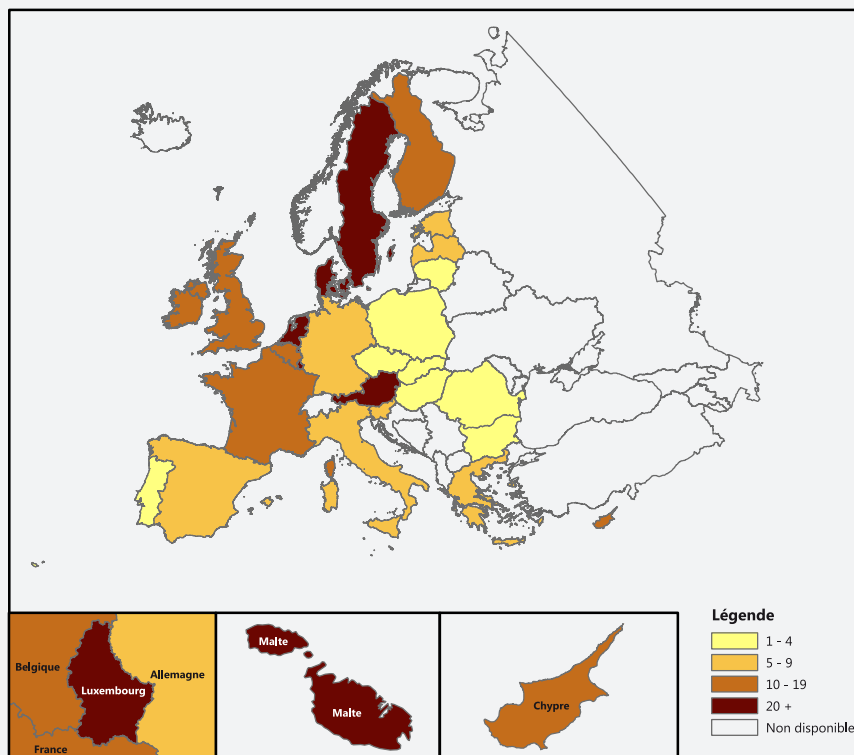 Belgique
Luxembourg
Allemagne
France
Malte
Malte
Chypre
Légende
1 - 4
5 - 9
10 - 19
20 +
Non disponible